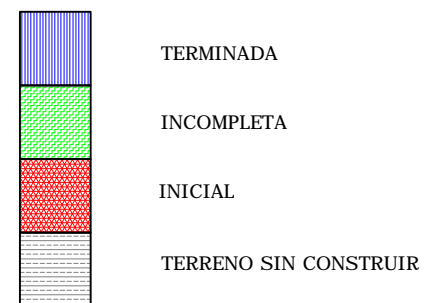 TERMINADA
INCOMPLETA
INICIAL
TERRENO SIN CONSTRUIR